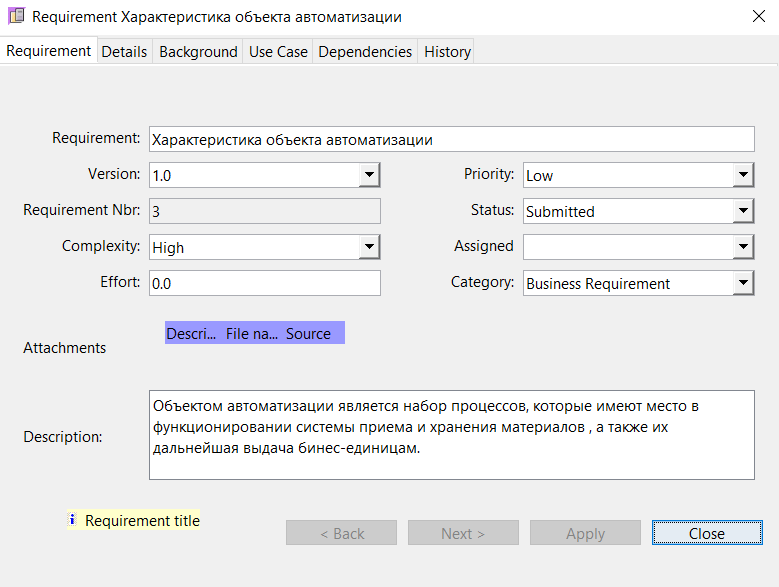 Requirement Характеристика объекта автоматизации
Requirement Details Background Use Case Dependencies History
Requirement: Характеристика объекта автоматизации
Version: 1.0 Priority: Low
Requirement Nbr: 3 Status: Submitted
Complexity: High Assigned
Effort: 0.0 Category: Business Requirement
Descri... File na... Source
Attachments
Объектом автоматизации является набор процессов, которые имеют место в
функционировании системы приема и хранения материалов , а также их
Description: дальнейшая выдача бинес-единицам.
i Requirement title
< Back Next > Apply Close